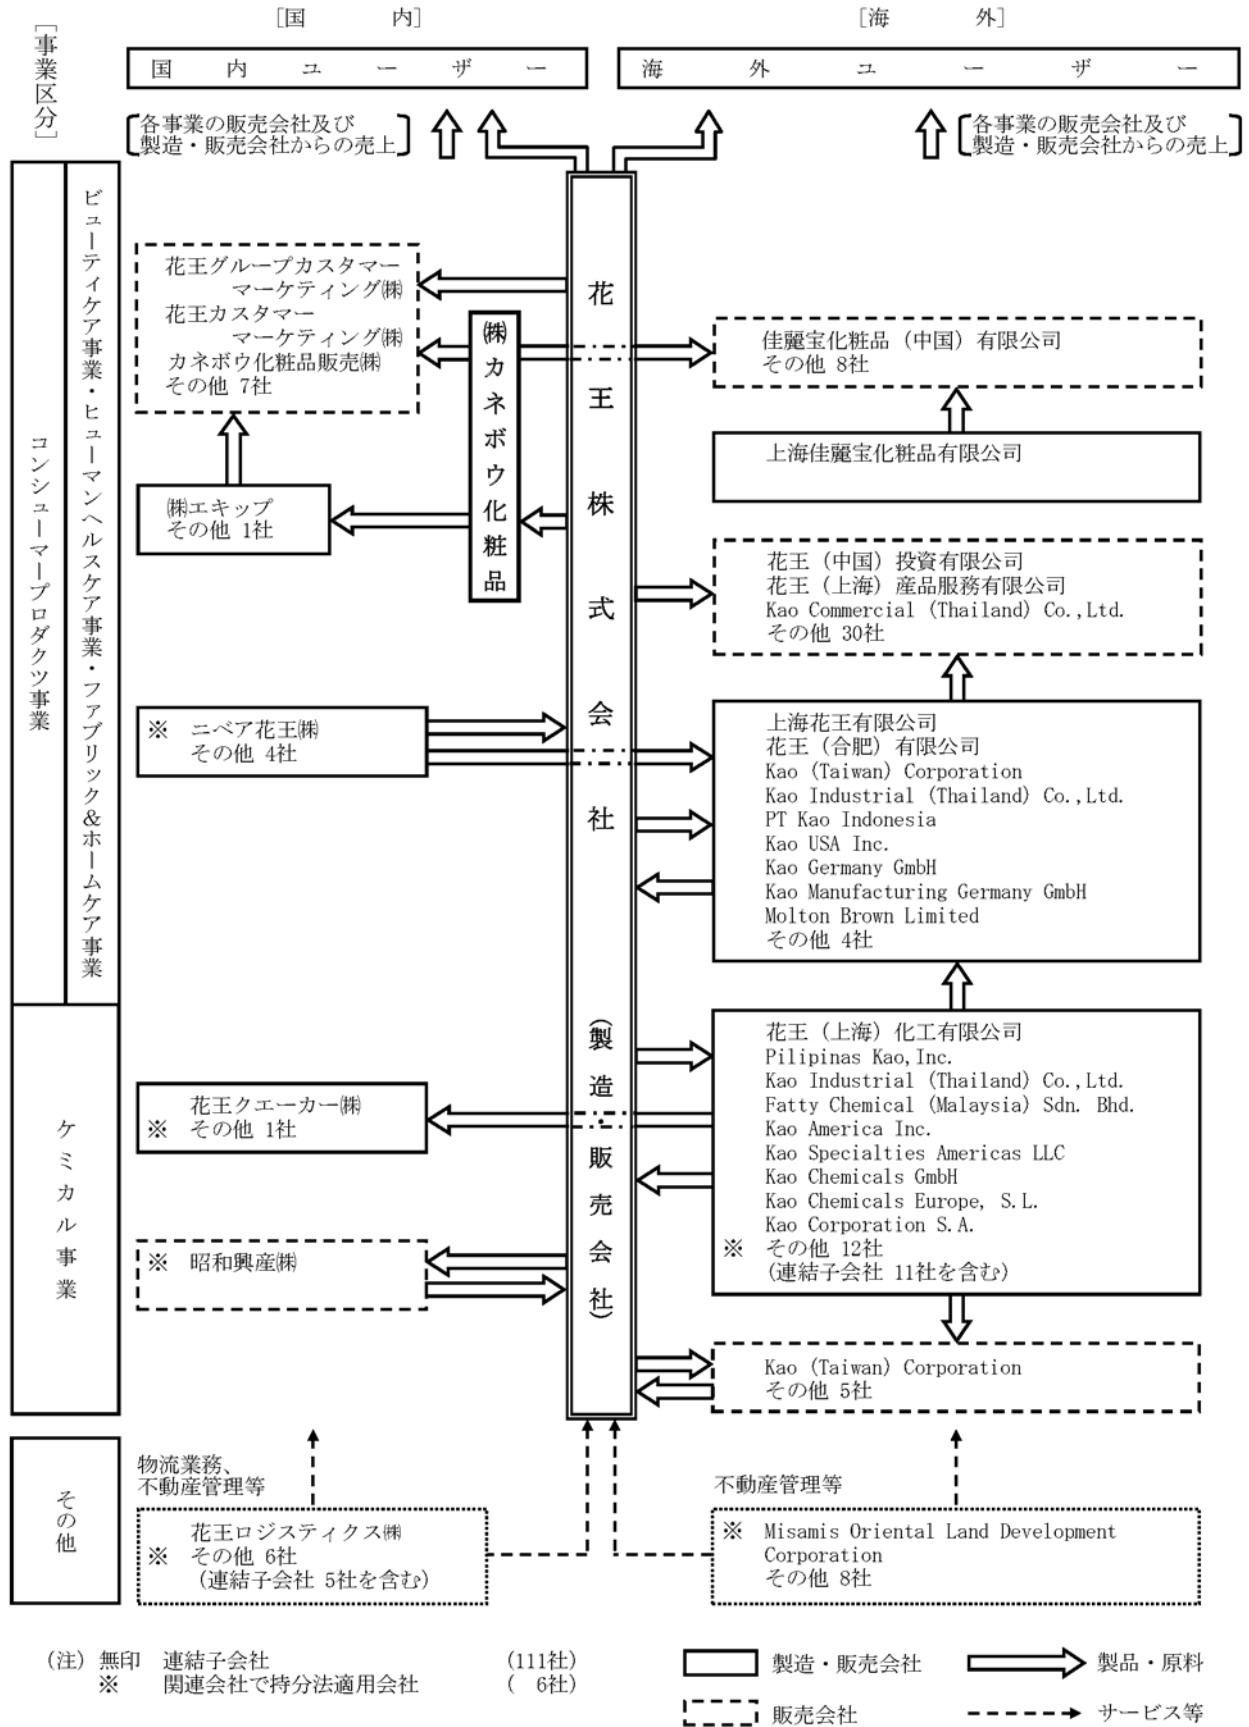 [事業区分]
[国　　内]
[海　　外]
国内ユーザー
海外ユーザー
各事業の販売会社及び
製造・販売会社からの売上
各事業の販売会社及び
製造・販売会社からの売上
コンシューマープロダクツ事業
ビューティケア事業・ヒューマンヘルスケア事業・ファブリック&ホームケア事業
花王グループカスタマー
マーケティング㈱
花王カスタマー
マーケティング㈱
カネボウ化粧品販売㈱
その他 7社
㈱カネボウ化粧品
㈱エキップ
その他 1社
花王株式会社
(製造・販売会社)
佳麗宝化粧品（中国）有限公司
その他 8社
上海佳麗宝化粧品有限公司
花王（中国）投資有限公司
花王（上海）産品服務有限公司
Kao Commercial (Thailand) Co.,Ltd.
その他 30社
※ ニベア花王㈱
その他 4社
上海花王有限公司
花王（合肥）有限公司
Kao (Taiwan) Corporation
Kao Industrial (Thailand) Co.,Ltd.
PT Kao Indonesia
Kao USA Inc.
Kao Germany GmbH
Kao Manufacturing Germany GmbH
Molton Brown Limited
その他 4社
ケミカル事業
花王クエーカー㈱
※ その他 1社
※ 昭和興産㈱
花王（上海）化工有限公司
Pilipinas Kao,Inc.
Kao Industrial (Thailand) Co.,Ltd.
Fatty Chemical (Malaysia) Sdn. Bhd.
Kao America Inc.
Kao Specialties Americas LLC
Kao Chemicals GmbH
Kao Chemicals Europe, S.L.
Kao Corporation S.A.
※ その他 12社
(連結子会社 11社を含む)
Kao (Taiwan) Corporation
その他 5社
その他
物流業務、
不動産管理等
花王ロジスティクス㈱
※ その他 6社
(連結子会社 5社を含む)
不動産管理等
※ Misamis Oriental Land Development
Corporation
その他 8社
(注) 無印 連結子会社 (111社)
※ 関連会社で持分法適用会社 ( 6社)
製造・販売会社
製品・原料
販売会社
サービス等